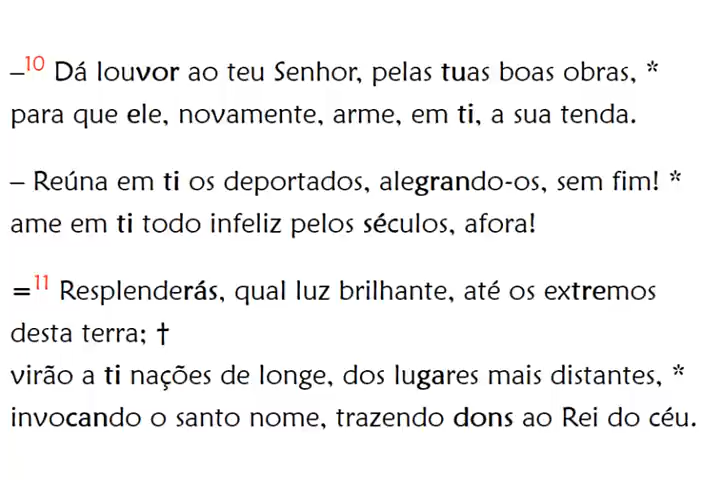 –10 Dá louvor ao teu Senhor, pelas tuas boas obras, *
para que ele, novamente, arme, em ti, a sua tenda.
– Reúna em ti os deportados, alegrando-os, sem fim! *
ame em ti todo infeliz pelos séculos, afora!
=11 Resplenderás, qual luz brilhante, até os extremos
desta terra; †
virão a ti nações de longe, dos lugares mais distantes, *
invocando o santo nome, trazendo dons ao Rei do céu.